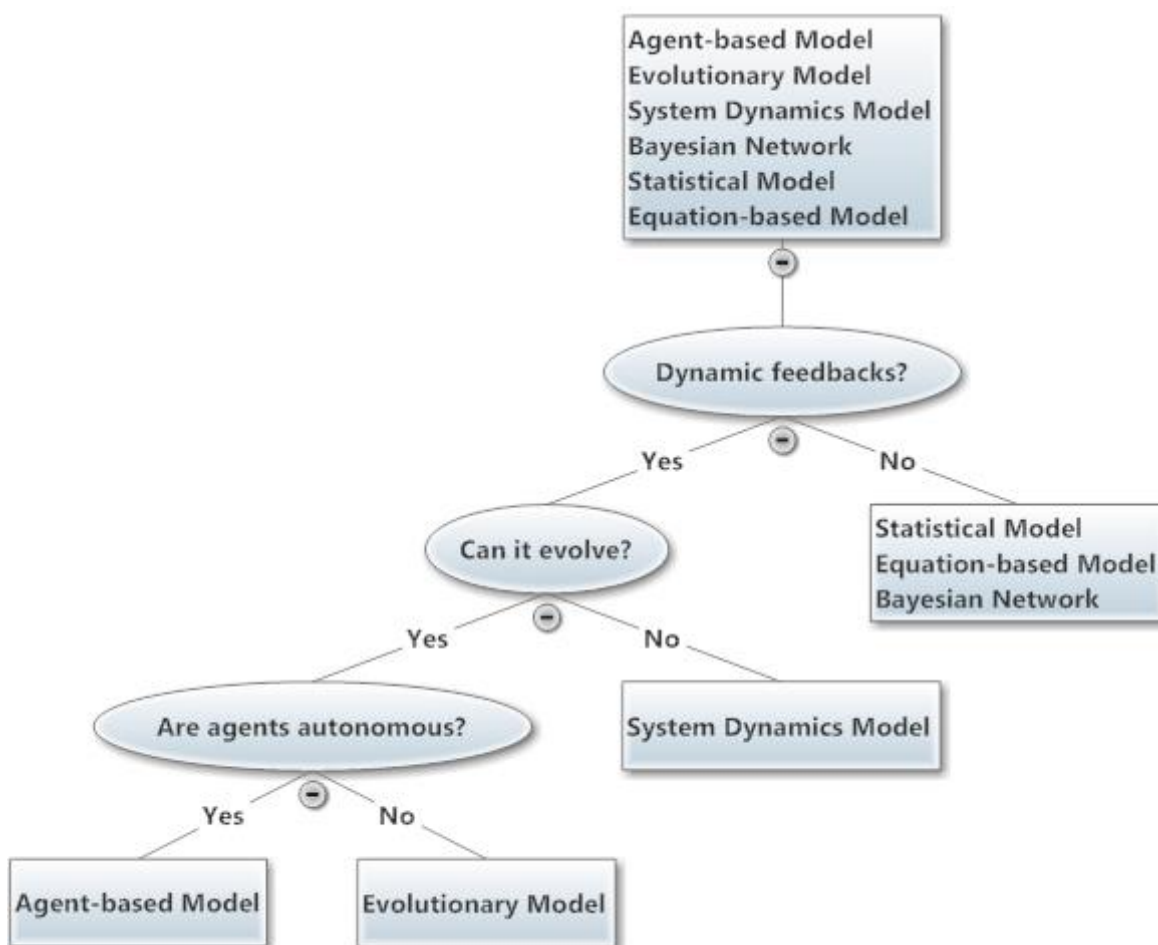 Agent-based Model
Evolutionary Model
System Dynamics Model
Bayesian Network
Statistical Model
Equation-based Model
Dynamic feedbacks?
Yes
No
Can it evolve?
Statistical Model
Equation-based Model
Bayesian Network
Yes
No
Are agents autonomous?
System Dynamics Model
Yes
No
Agent-based Model
Evolutionary Model